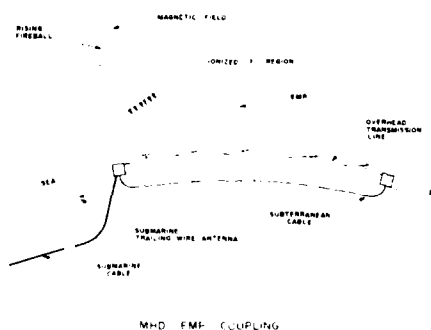 MAGNETIC FIELD
RISING
FIREBALL
IONIZED F REGION
EMP
OVERHEAD
TRANSMISSION
LINE
SEA
SUBTERRANEAN
CABLE
SUBMARINE
TRAILING WIRE ANTENNA
SUBMARINE
CABLE
MHD EMP COUPLING